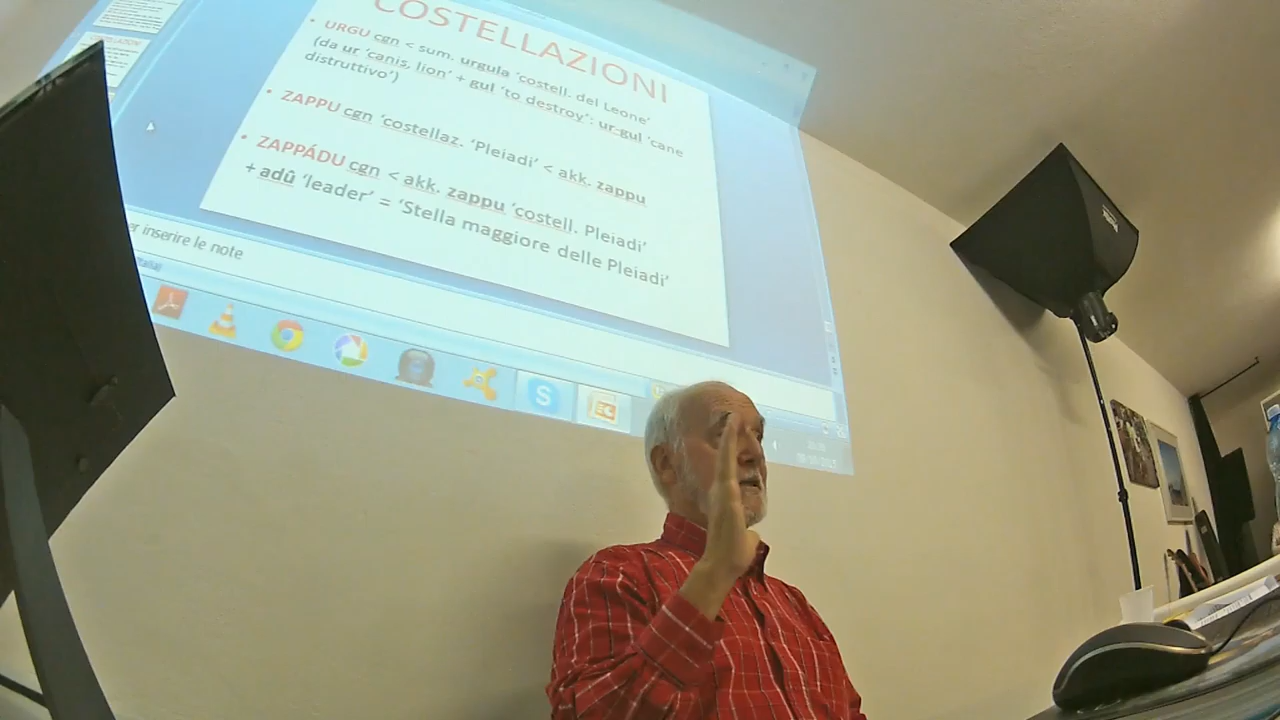 COSTELLAZIONI
• URGU cgn < sum. urgula 'costell. del Leone'
(da ur 'canis, lion' + gul 'to destroy': ur-gul 'cane
distruttivo')
• ZAPPU cgn 'costellaz. 'Pleiadi' < akk. zappu
• ZAPPÁDU cgn < akk. zappu 'costell. Pleiadi'
+ adû 'leader' = 'Stella maggiore delle Pleiadi'
er inserire le note